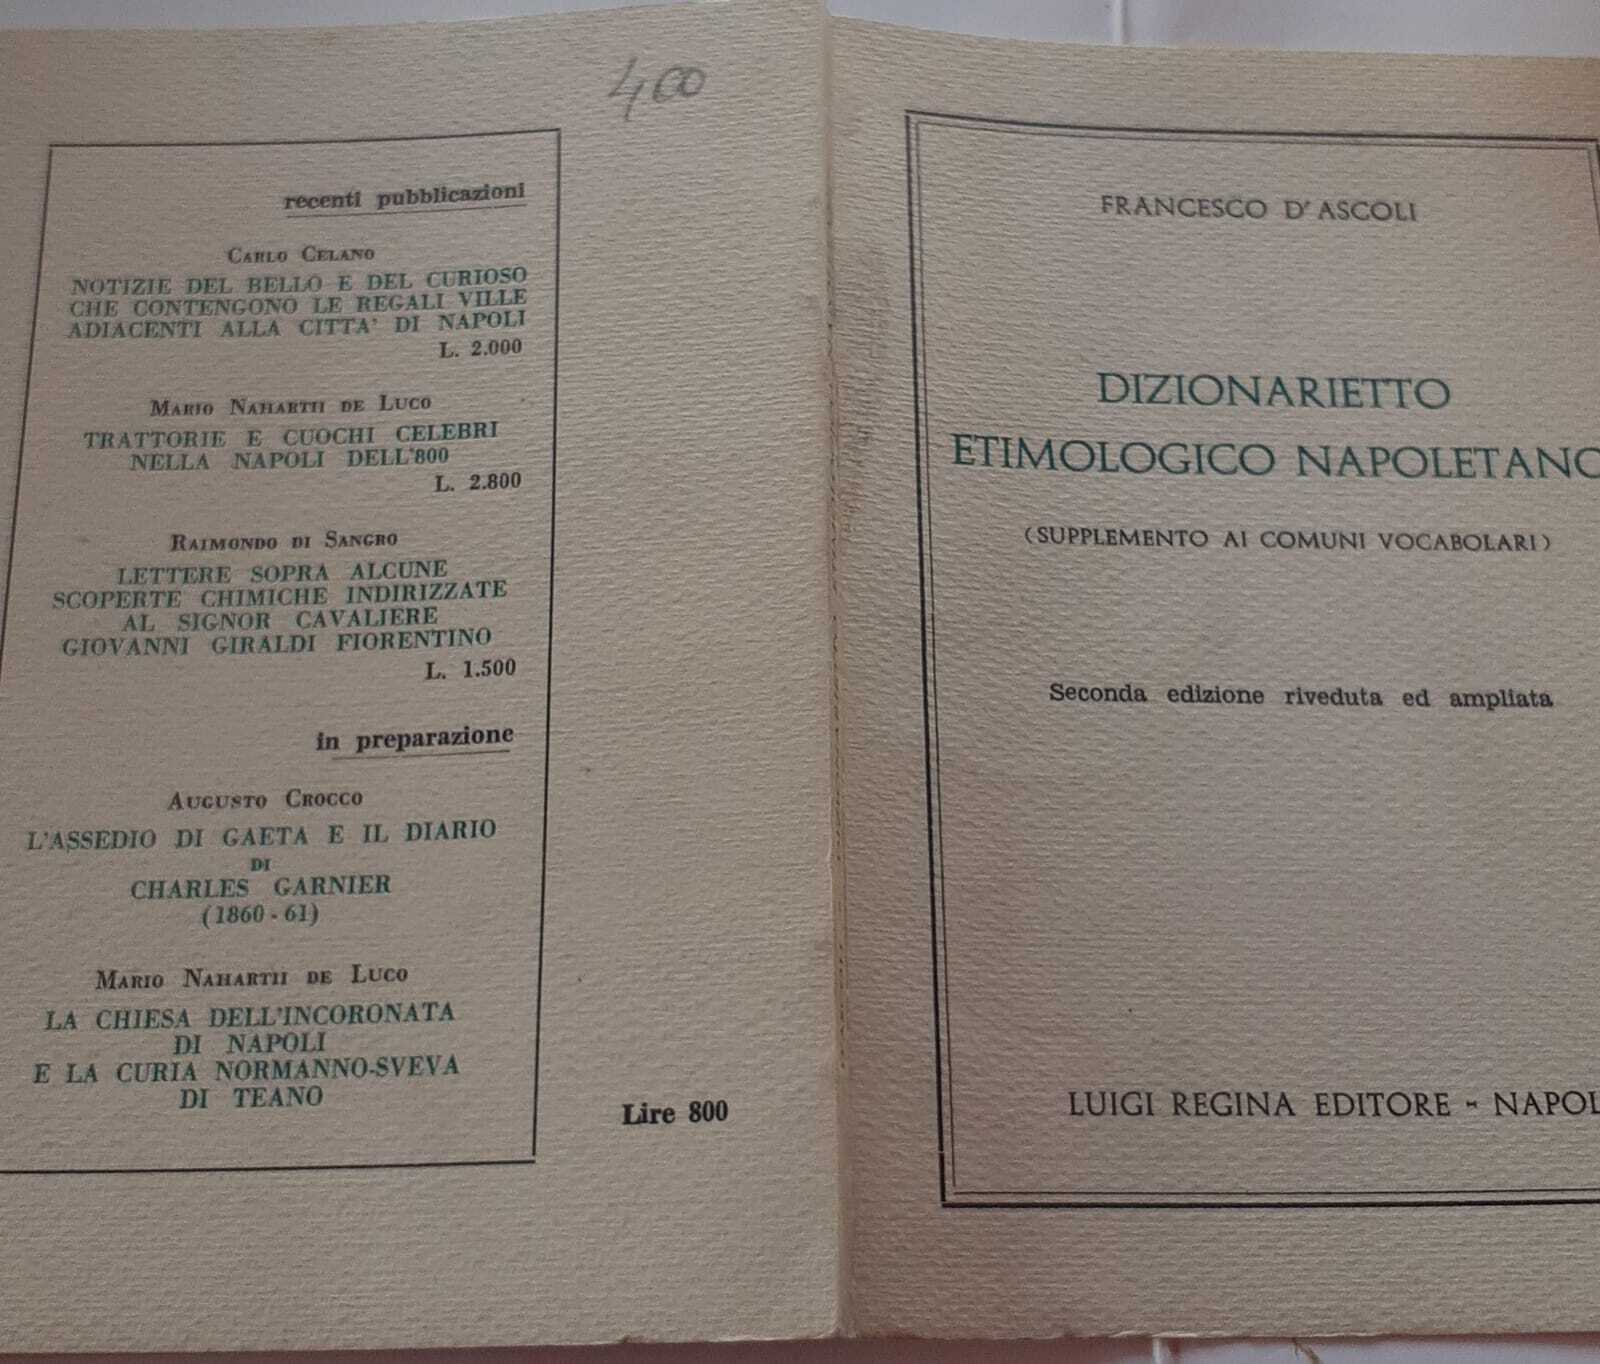 400
recenti pubblicazioni
CARLO CELANO
NOTIZIE DEL BELLO E DEL CURIOSO
CHE CONTENGONO LE REGALI VILLE
ADIACENTI ALLA CITTA' DI NAPOLI
L. 2.000
MARIO NAHARTII DE LUCO
TRATTORIE E CUOCHI CELEBRI
NELLA NAPOLI DELL'800
L. 2.800
RAIMONDO DI SANGRO
LETTERE SOPRA ALCUNE
SCOPERTE CHIMICHE INDIRIZZATE
AL SIGNOR CAVALIERE
GIOVANNI GIRALDI FIORENTINO
L. 1.500
in preparazione
AUGUSTO CROCCO
L'ASSEDIO DI GAETA E IL DIARIO
DI
CHARLES GARNIER
(1860-61)
MARIO NAHARTII DE LUCO
LA CHIESA DELL'INCORONATA
DI NAPOLI
E LA CURIA NORMANNO-SVEVA
DI TEANO
Lire 800
FRANCESCO D'ASCOLI
DIZIONARIETTO
ETIMOLOGICO NAPOLETANO
(SUPPLEMENTO AI COMUNI VOCABOLARI)
Seconda edizione riveduta ed ampliata
LUIGI REGINA EDITORE - NAPOL